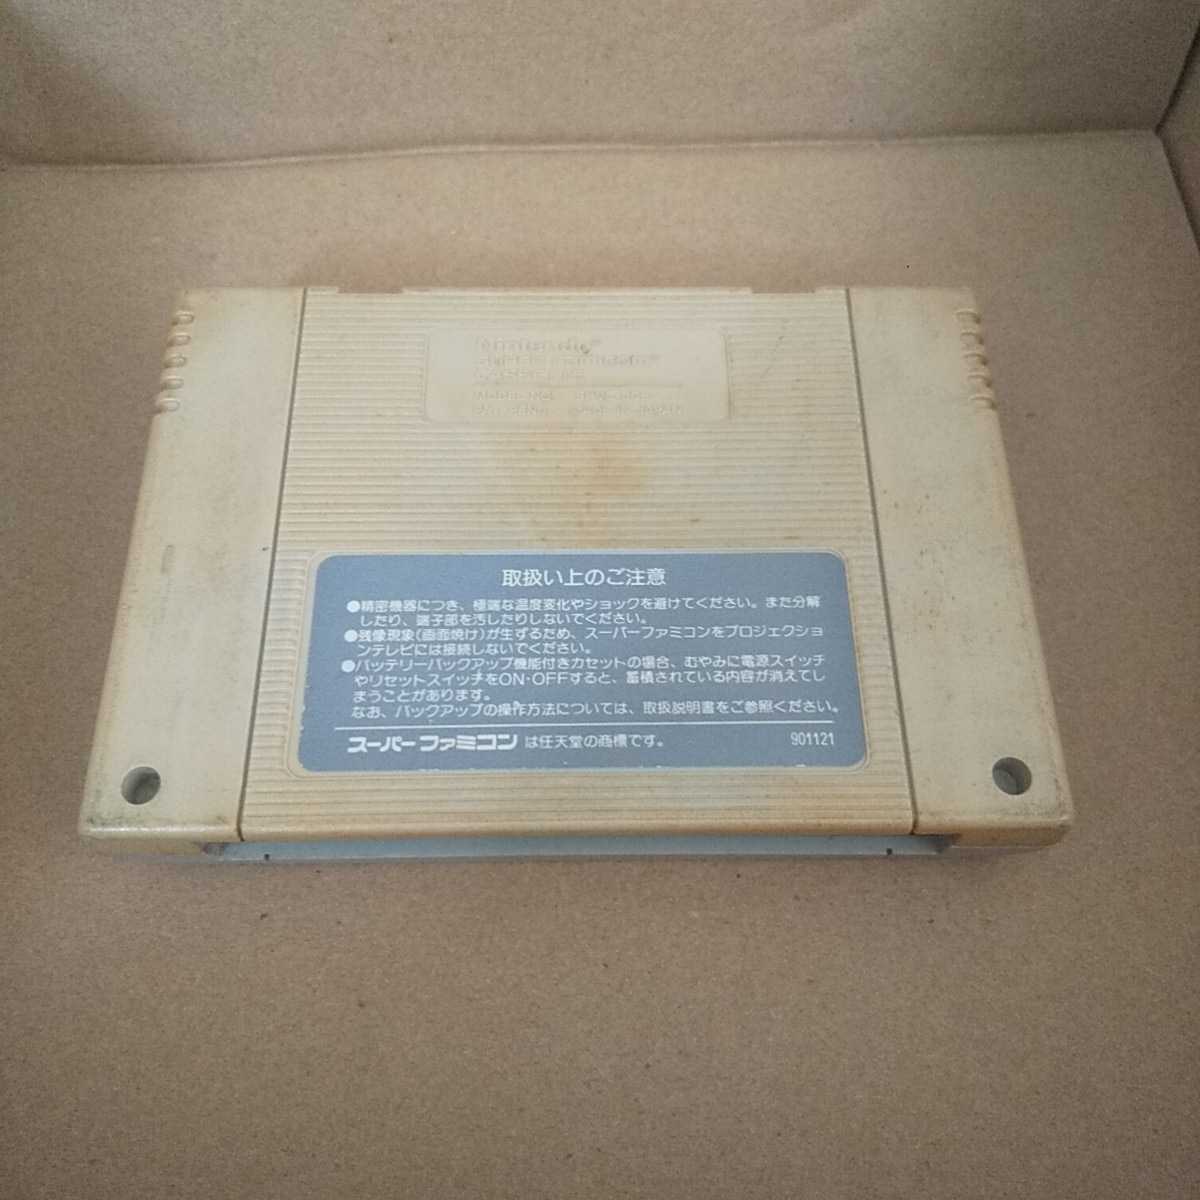 Nintendo®
取扱い上のご注意
●精密機器につき、極端な温度変化やショックを避けてください。また分解
したり、端子部を汚したりしないでください。
●残像現象(画面焼け)が生ずるため、スーパーファミコンをプロジェクショ
ンテレビには接続しないでください。
●バッテリーバックアップ機能付きカセットの場合、むやみに電源スイッチ
やリセットスイッチをON·OFFすると、蓄積されている内容が消えてし
まうことがあります。
なお、バックアップの操作方法については、取扱説明書をご参照ください。
スーパーファミコン は任天堂の商標です。 901121